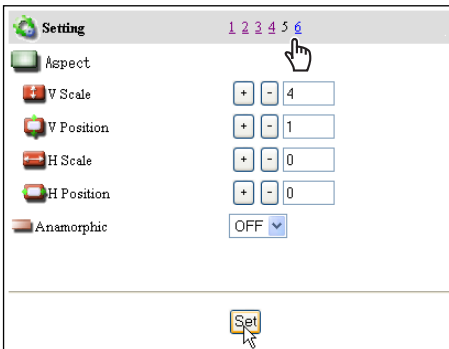 Setting 1 2 3 4 5 6
Aspect
V Scale + - 4
V Position + - 1
H Scale + - 0
H Position + - 0
Anamorphic OFF
Set